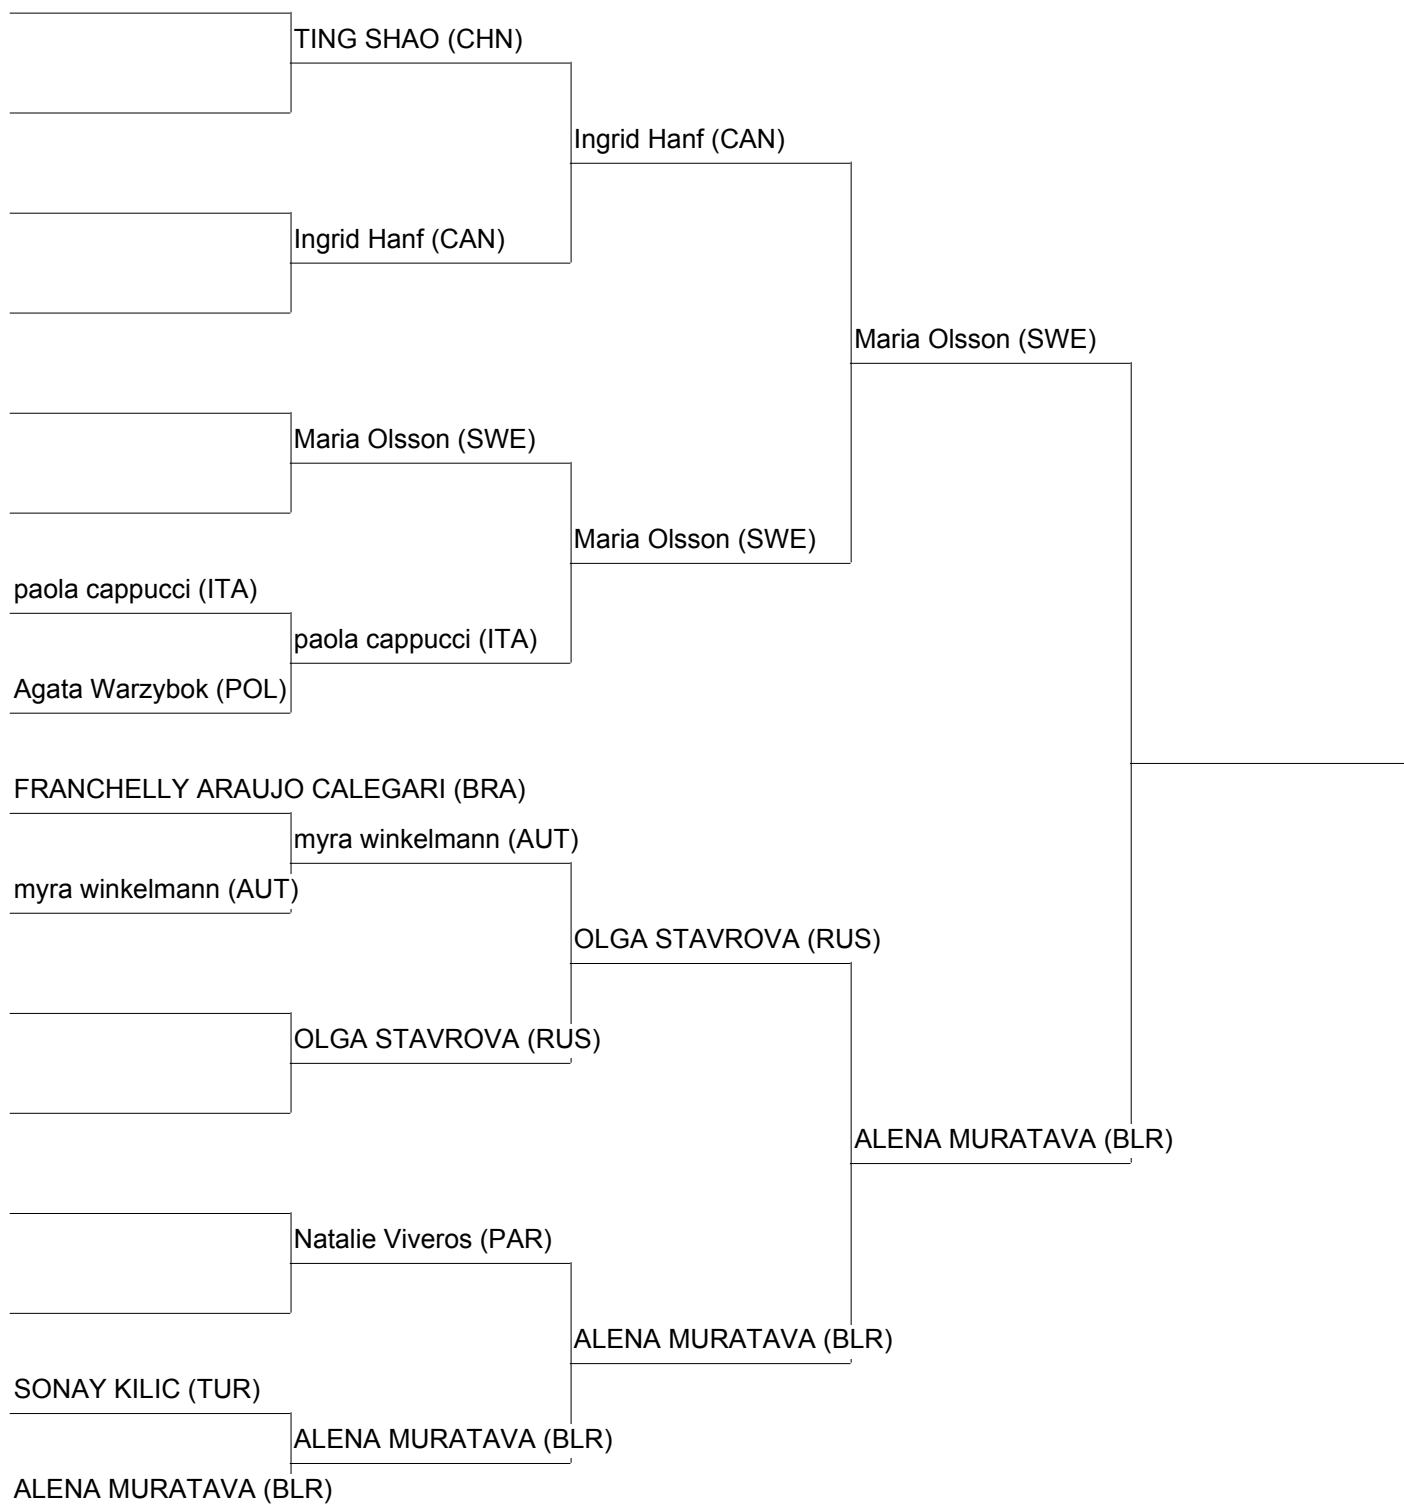 TING SHAO (CHN)
Ingrid Hanf (CAN)
Ingrid Hanf (CAN)
Maria Olsson (SWE)
Maria Olsson (SWE)
Maria Olsson (SWE)
paola cappucci (ITA)
paola cappucci (ITA)
Agata Warzybok (POL)
FRANCHELLY ARAUJO CALEGARI (BRA)
myra winkelmann (AUT)
myra winkelmann (AUT)
OLGA STAVROVA (RUS)
OLGA STAVROVA (RUS)
ALENA MURATAVA (BLR)
Natalie Viveros (PAR)
ALENA MURATAVA (BLR)
SONAY KILIC (TUR)
ALENA MURATAVA (BLR)
ALENA MURATAVA (BLR)